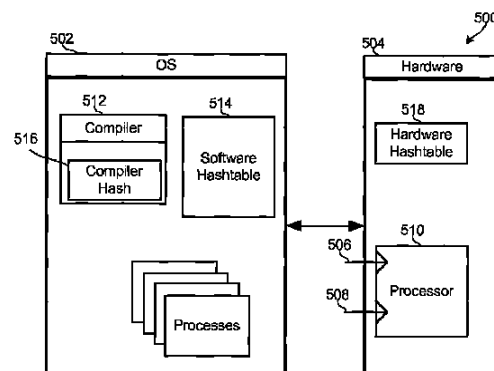 500
502
504
OS
Hardware
512
514
518
Compiler
516
Compiler
Hash
Software
Hashtable
Hardware
Hashtable
506
510
508
Processor
Processes